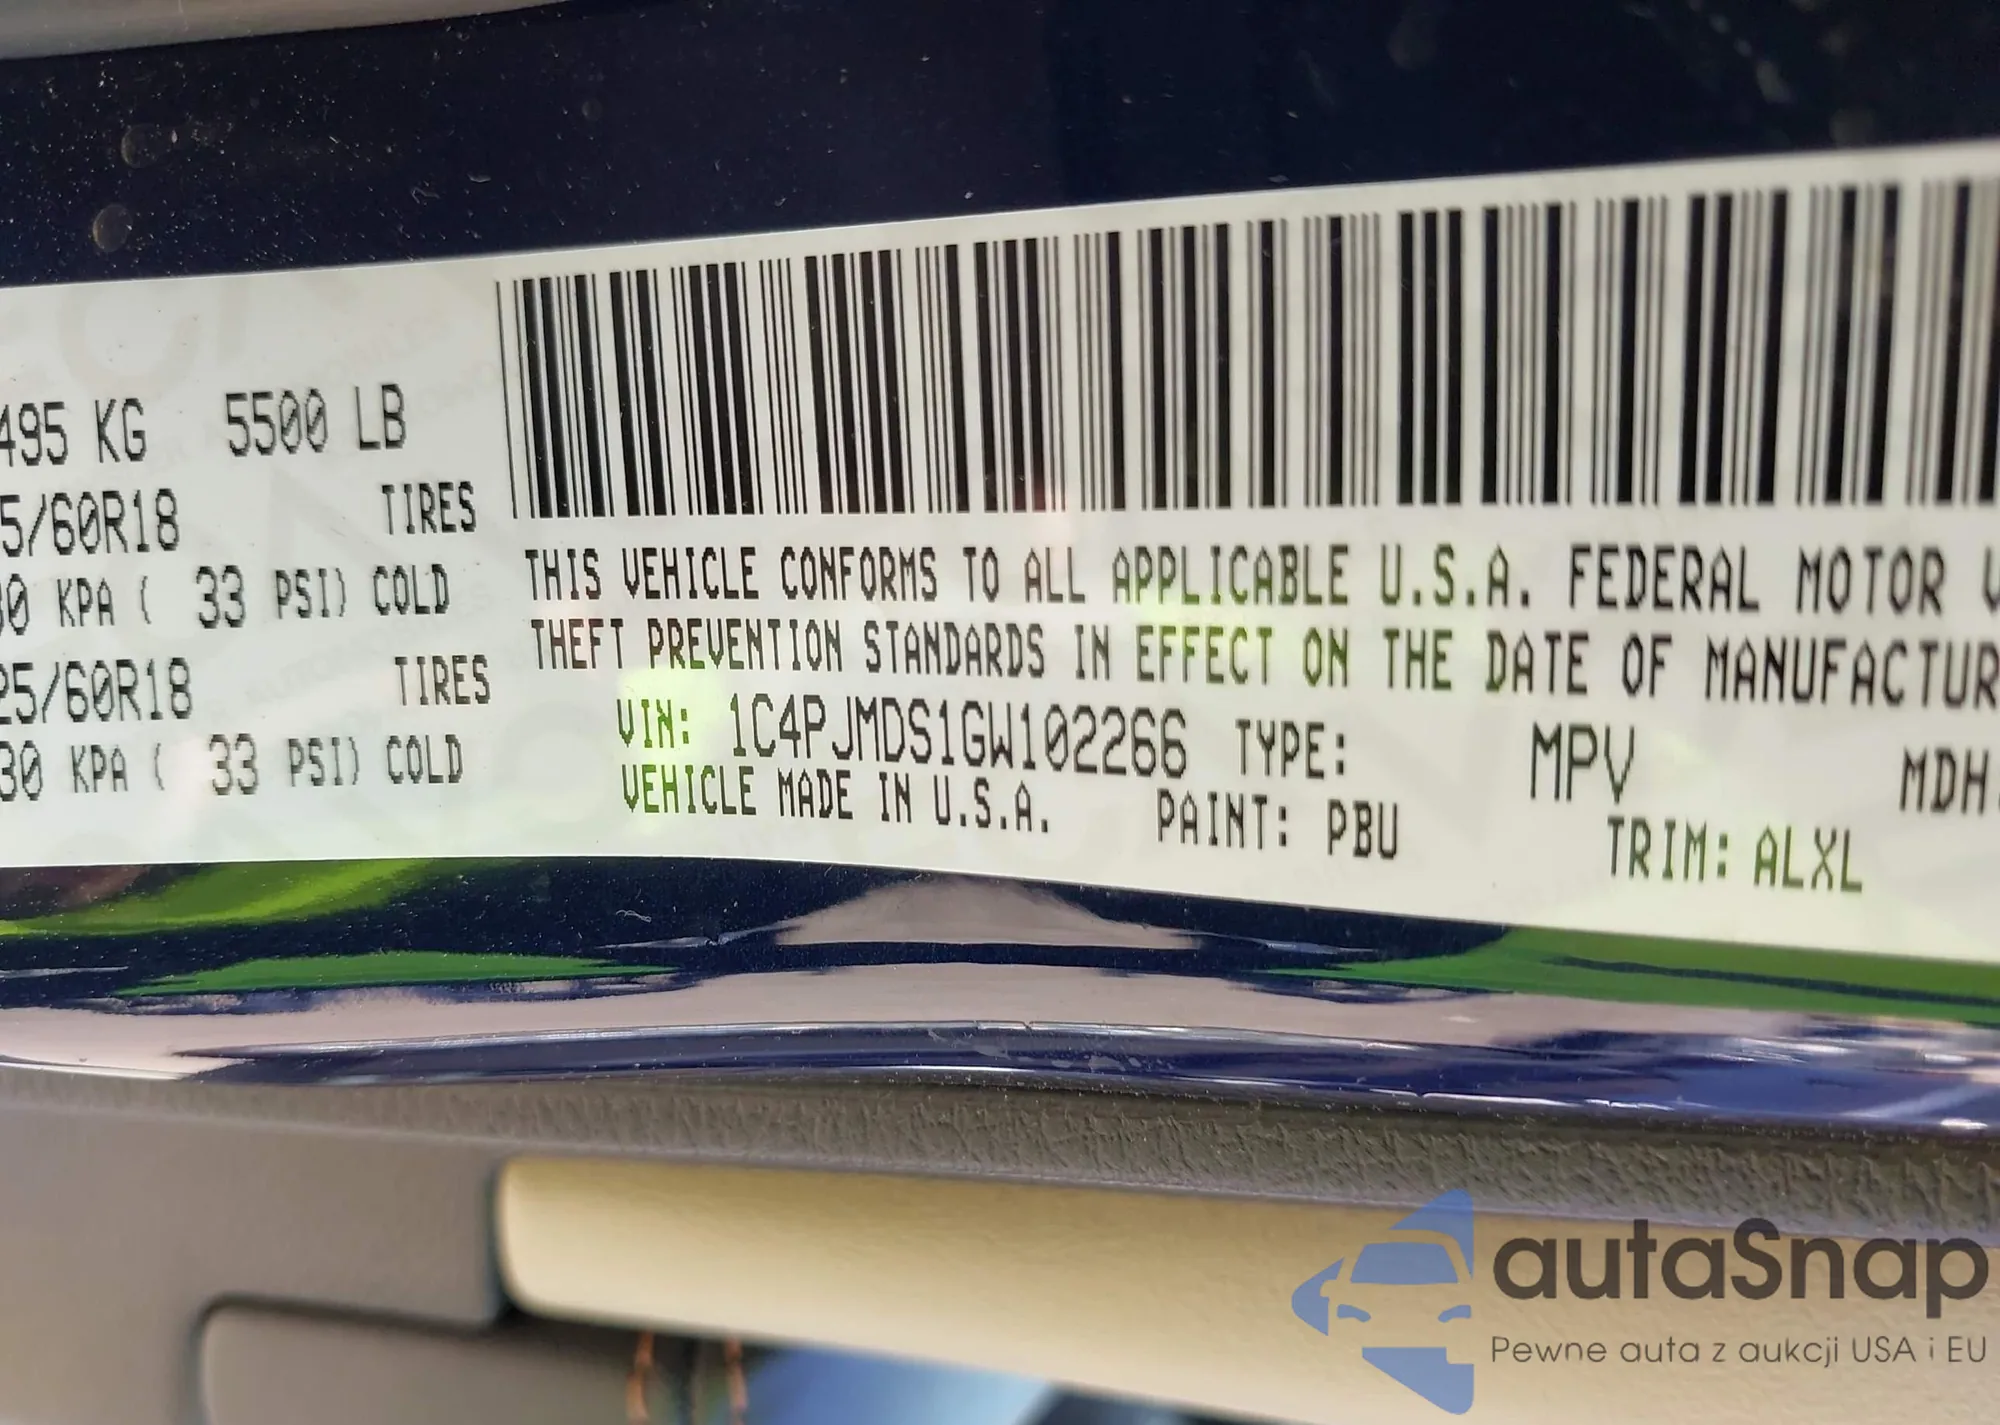 495 KG 5500 LB
5/60R18 TIRES
30 KPA ( 33 PSI) COLD
25/60R18 TIRES
30 KPA ( 33 PSI) COLD
THIS VEHICLE CONFORMS TO ALL APPLICABLE U.S.A. FEDERAL MOTOR V
THEFT PREVENTION STANDARDS IN EFFECT ON THE DATE OF MANUFACTUR
VIN: 1C4PJMDS1GW102266 TYPE: MPV MDH:
VEHICLE MADE IN U.S.A. PAINT: PBU TRIM: ALXL
autaSnap
Pewne auta z aukcji USA i EU